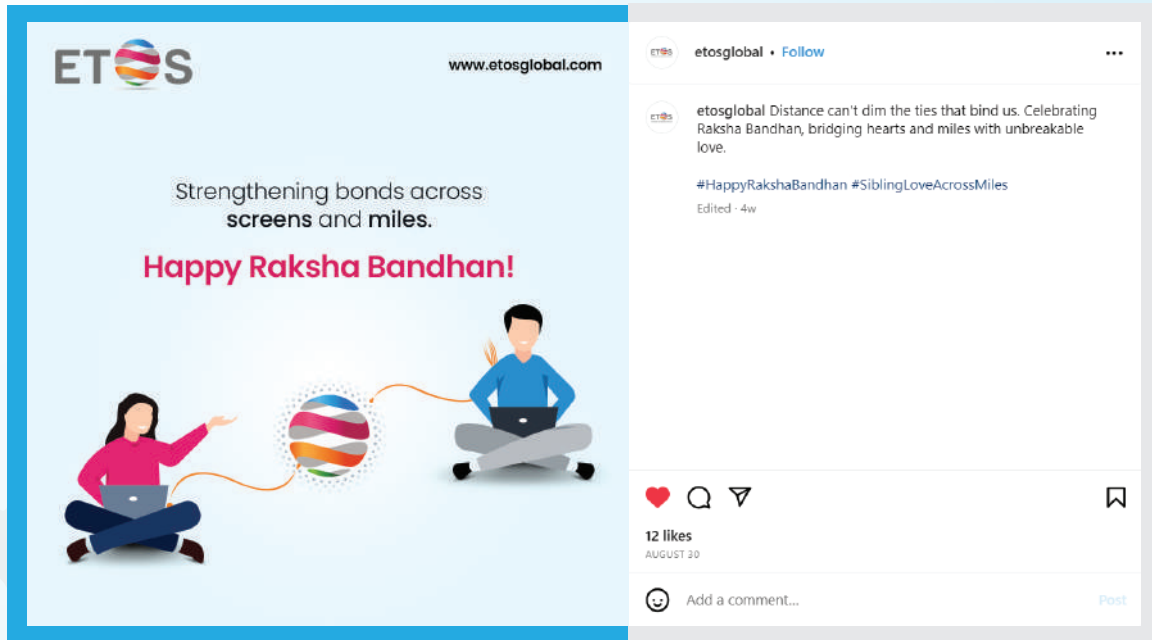 ETOS
www.etosglobal.com
Strengthening bonds across
screens and miles.
Happy Raksha Bandhan!
ETOS
etosglobal • Follow
ETOS
etosglobal Distance can't dim the ties that bind us. Celebrating
Raksha Bandhan, bridging hearts and miles with unbreakable
love.
#HappyRakshaBandhan #SiblingLoveAcrossMiles
Edited · 4w
12 likes
AUGUST 30
Add a comment...
Post